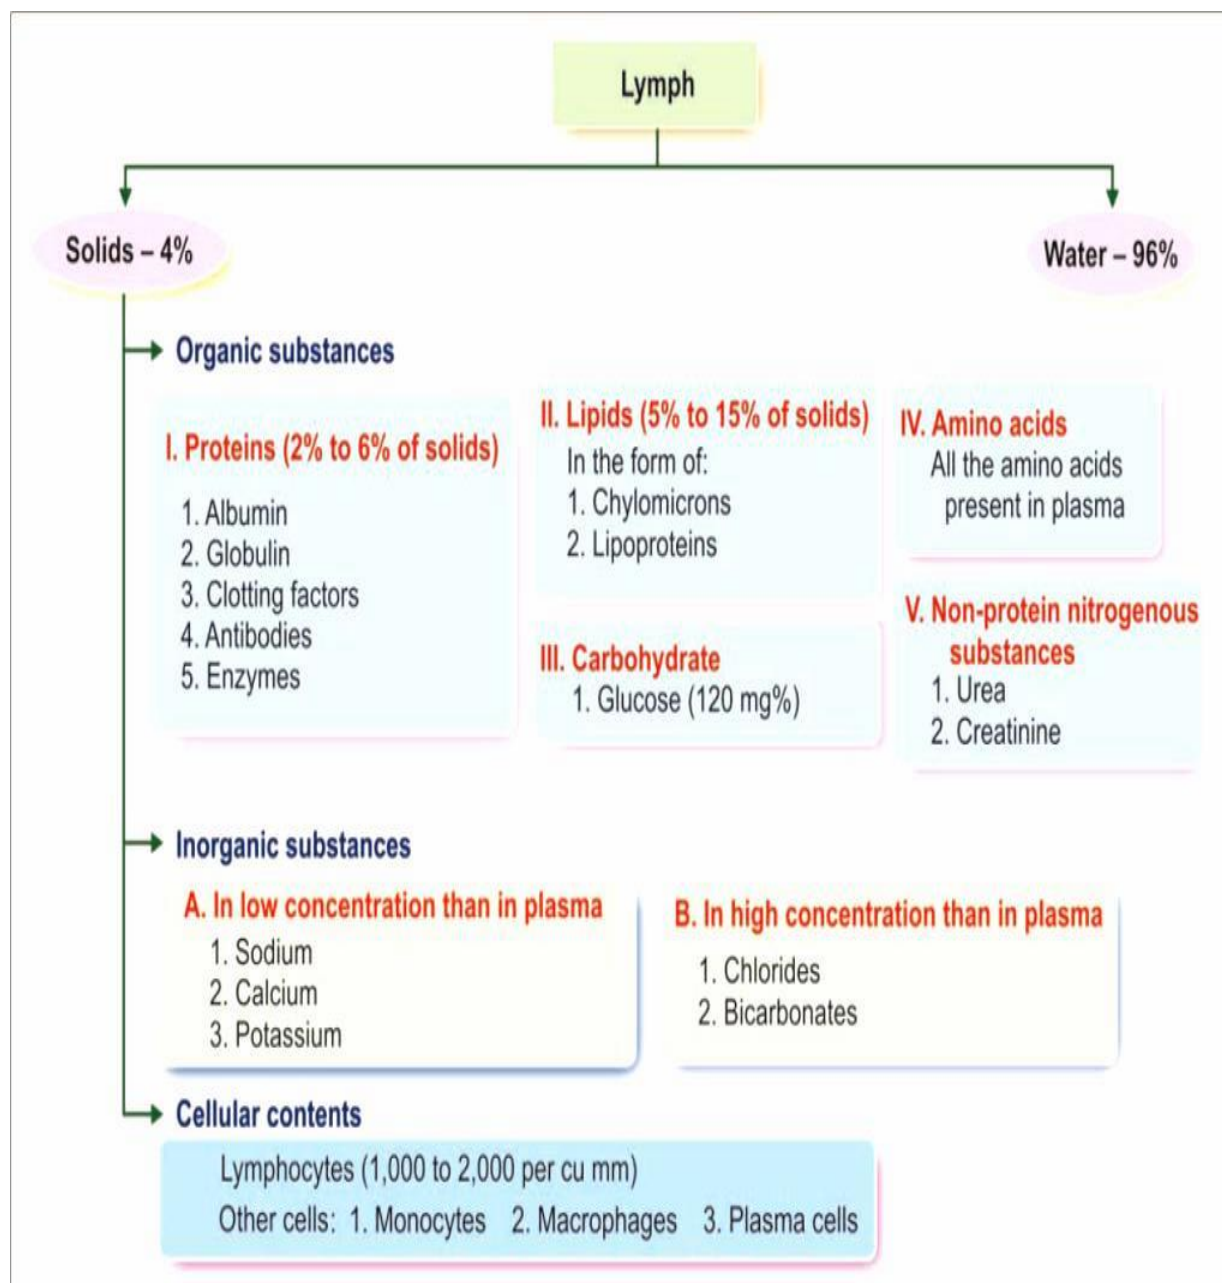 Lymph
Solids – 4%
Water – 96%
Organic substances
I. Proteins (2% to 6% of solids)
1. Albumin
2. Globulin
3. Clotting factors
4. Antibodies
5. Enzymes
II. Lipids (5% to 15% of solids)
In the form of:
1. Chylomicrons
2. Lipoproteins
III. Carbohydrate
1. Glucose (120 mg%)
IV. Amino acids
All the amino acids
present in plasma
V. Non-protein nitrogenous
substances
1. Urea
2. Creatinine
Inorganic substances
A. In low concentration than in plasma
1. Sodium
2. Calcium
3. Potassium
B. In high concentration than in plasma
1. Chlorides
2. Bicarbonates
Cellular contents
Lymphocytes (1,000 to 2,000 per cu mm)
Other cells: 1. Monocytes 2. Macrophages 3. Plasma cells